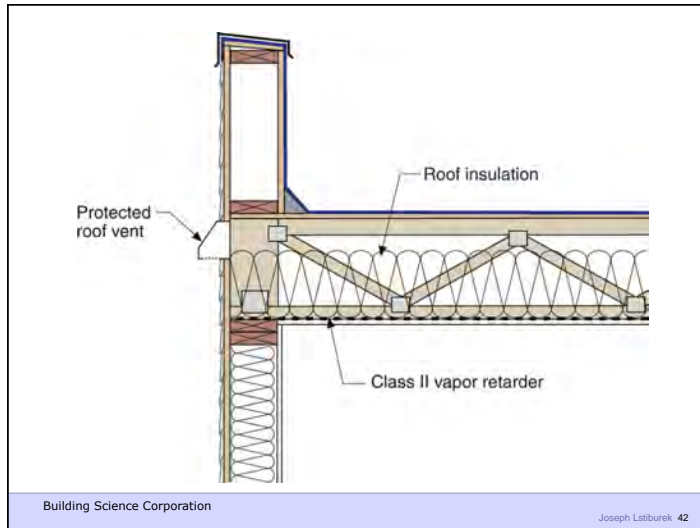 Roof insulation
Protected
roof vent
Class II vapor retarder
Building Science Corporation
Joseph Lstiburek 42